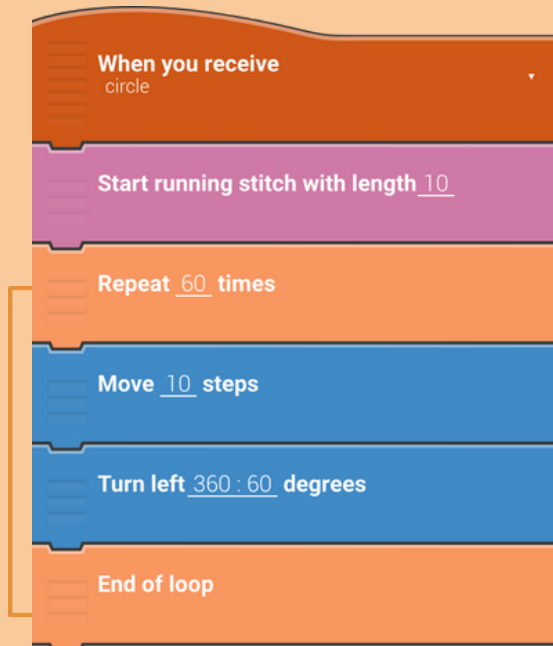 When you receive
circle
Start running stitch with length 10
Repeat 60 times
Move 10 steps
Turn left 360 : 60 degrees
End of loop